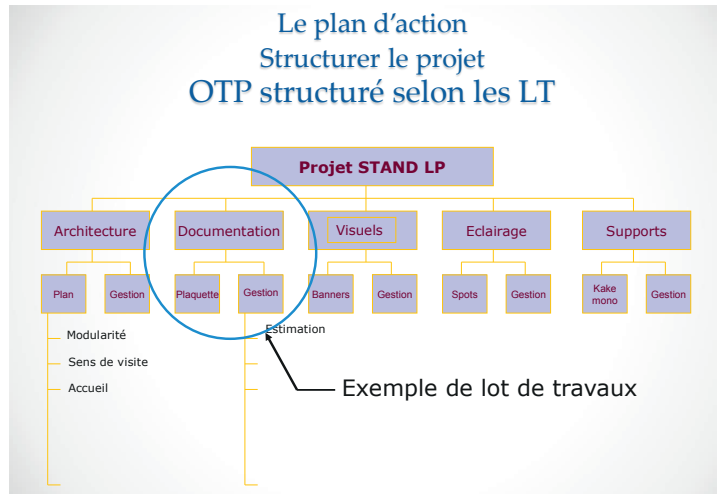 Le plan d’action
Structurer le projet
OTP structuré selon les LT
Projet STAND LP
Architecture
Documentation
Visuels
Eclairage
Supports
Plan
Gestion
Plaquette
Gestion
Banners
Gestion
Spots
Gestion
Kake
mono
Gestion
Modularité
Sens de visite
Accueil
Estimation
Exemple de lot de travaux